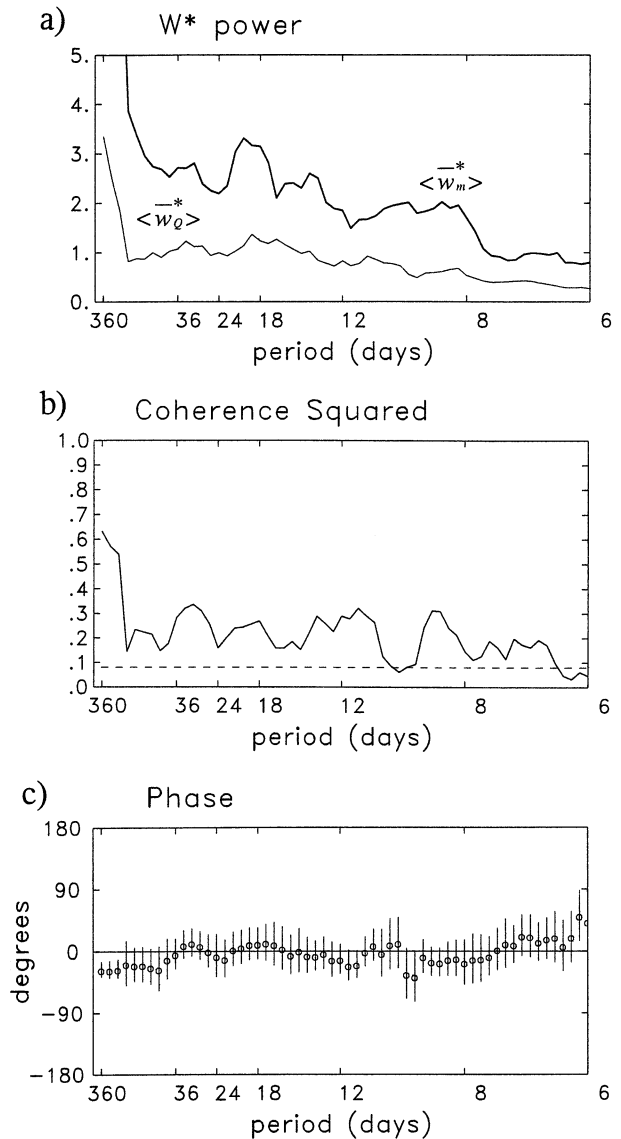 a)
W* power
5.
4.
3.
2.
1.
0.
<w̅m*>
<w̅Q*>
360 36 24 18 12 8 6
period (days)
b)
Coherence Squared
1.0
.9
.8
.7
.6
.5
.4
.3
.2
.1
.0
360 36 24 18 12 8 6
period (days)
c)
Phase
180
90
0
-90
-180
degrees
360 36 24 18 12 8 6
period (days)